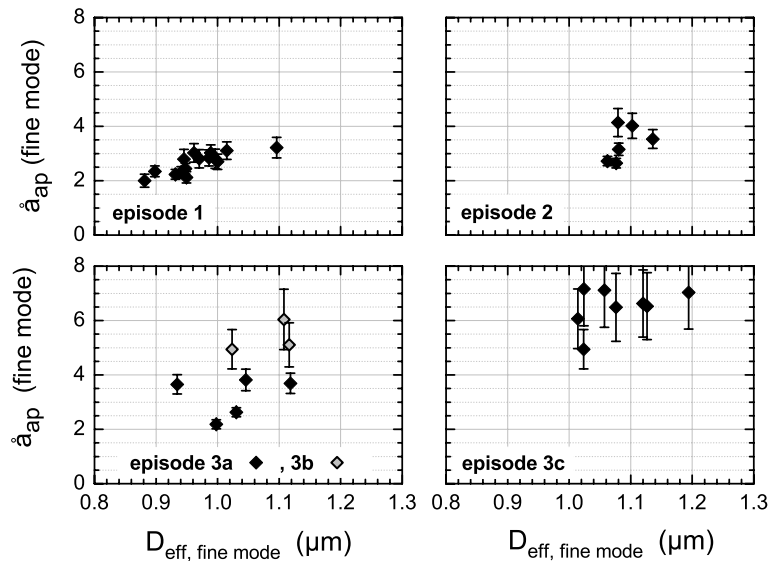 8
6
4
2
0
åap (fine mode)
episode 1
episode 2
8
6
4
2
0
åap (fine mode)
episode 3a , 3b
episode 3c
0.8 0.9 1.0 1.1 1.2 1.3
0.8 0.9 1.0 1.1 1.2 1.3
Deff, fine mode (µm)
Deff, fine mode (µm)